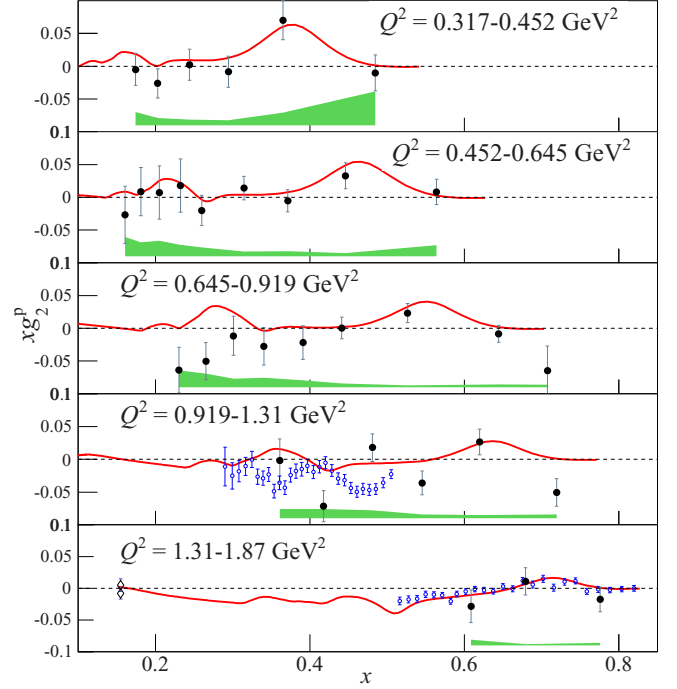 Q² = 0.317-0.452 GeV²
0.05
0
-0.05
0.1
Q² = 0.452-0.645 GeV²
0.05
0
-0.05
0.1
Q² = 0.645-0.919 GeV²
0.05
0
-0.05
0.1
xg₂ᵖ
Q² = 0.919-1.31 GeV²
0.05
0
-0.05
0.1
Q² = 1.31-1.87 GeV²
0.05
0
-0.05
-0.1
0.2 0.4 0.6 0.8
x